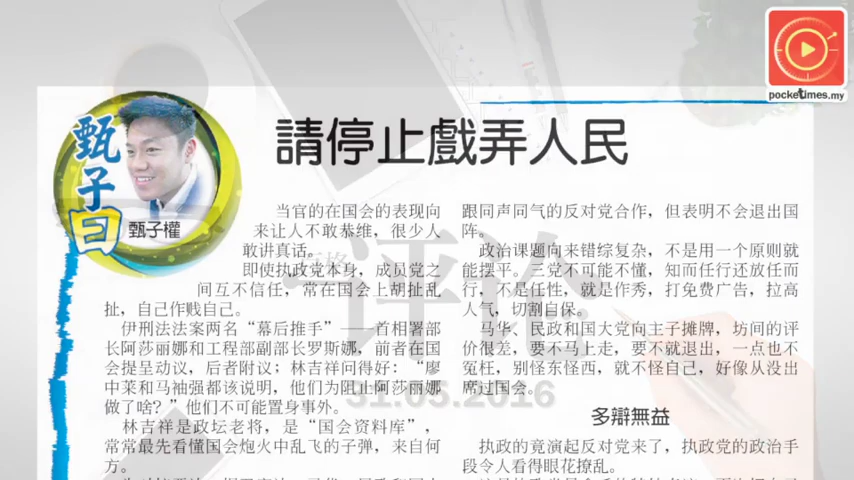 pocketimes.my
甄子曰
甄子權
請停止戲弄人民
当官的在国会的表现向
来让人不敢恭维，很少人
敢讲真话。
即使执政党本身，成员党之
间互不信任，常在国会上胡扯乱
扯，自己作贱自己。
伊刑法法案两名“幕后推手”——首相署部
长阿莎丽娜和工程部副部长罗斯娜，前者在国
会提呈动议，后者附议；林吉祥问得好：“廖
中莱和马袖强都该说明，他们为阻止阿莎丽娜
做了啥？”他们不可能置身事外。
林吉祥是政坛老将，是“国会资料库”，
常常最先看懂国会炮火中乱飞的子弹，来自何
方。
跟同声同气的反对党合作，但表明不会退出国
阵。
政治课题向来错综复杂，不是用一个原则就
能摆平。三党不可能不懂，知而任行还放任而
行，不是任性，就是作秀，打免费广告，拉高
人气，切割自保。
马华、民政和国大党向主子摊牌，坊间的评
价很差，要不马上走，要不就退出，一点也不
冤枉，别怪东怪西，就不怪自己，好像从没出
席过国会。
多辯無益
执政的竟演起反对党来了，执政党的政治手
段令人看得眼花撩乱。
评论
31.05.2016